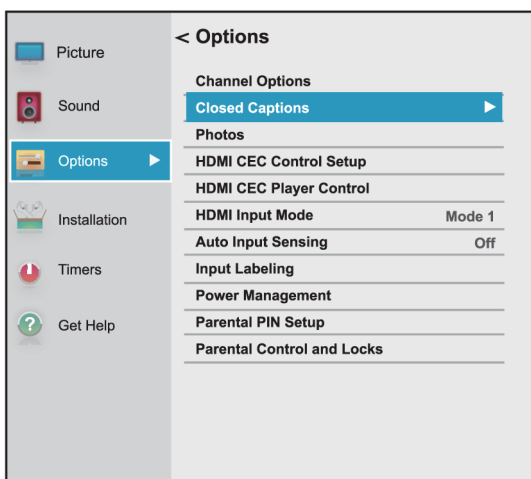 Picture
Sound
Options
Installation
Timers
Get Help
< Options
Channel Options
Closed Captions
Photos
HDMI CEC Control Setup
HDMI CEC Player Control
HDMI Input Mode Mode 1
Auto Input Sensing Off
Input Labeling
Power Management
Parental PIN Setup
Parental Control and Locks